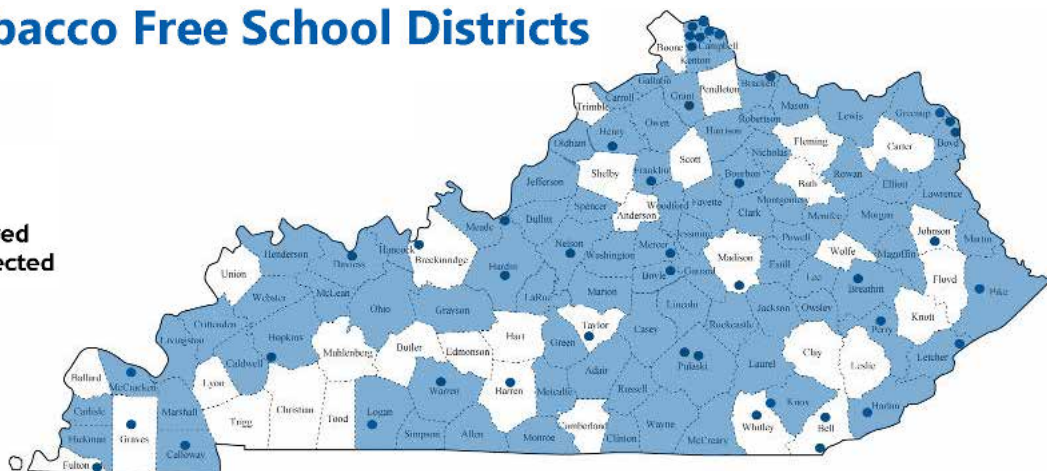 bacco Free School Districts
Boone
Campbell
Kenton
Gallatin
Pendleton
Bracken
Trimble
Carroll
Grant
Mason
Owen
Robertson
Lewis
Greenup
Henry
Harrison
Oldham
Fleming
Carter
Boyd
Nicholas
Scott
Shelby
Franklin
Bourbon
Bath
Rowan
Elliott
Jefferson
Lawrence
Spencer
Woodford
Fayette
Montgomery
Anderson
Clark
Menifee
Morgan
Meade
Bullitt
Johnson
Martin
Powell
ected
Hancock
Henderson
Daviess
Breckinridge
Nelson
Washington
Mercer
Madison
Wolfe
Magoffin
Union
Hardin
Boyle
Garrard
Estill
Lee
Floyd
Webster
McLean
LaRue
Marion
Breathitt
Pike
Ohio
Grayson
Lincoln
Jackson
Owsley
Knott
Crittenden
Livingston
Hopkins
Hart
Taylor
Casey
Rockcastle
Perry
Green
Muhlenberg
Butler
Edmonson
Clay
Letcher
Caldwell
Pulaski
Laurel
Leslie
Ballard
McCracken
Lyon
Adair
Warren
Barren
Metcalfe
Russell
Carlisle
Marshall
Christian
Todd
Logan
Knox
Harlan
Trigg
Cumberland
Wayne
Whitley
Bell
Hickman
Graves
Simpson
Allen
Monroe
Clinton
McCreary
Calloway
Fulton